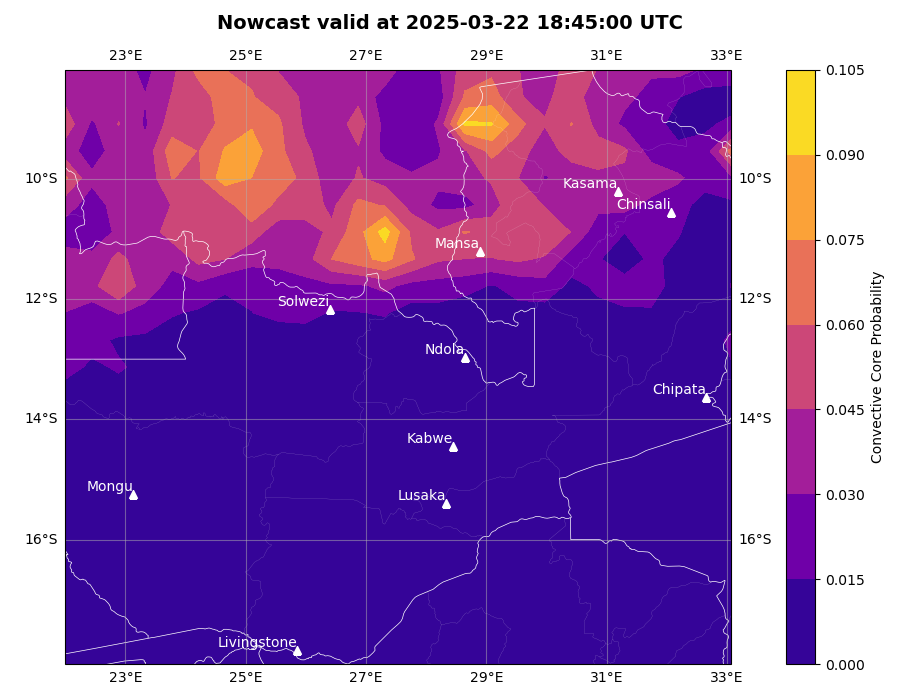 Nowcast valid at 2025-03-22 18:45:00 UTC
23°E 25°E 27°E 29°E 31°E 33°E
0.105
0.090
10°S Kasama 10°S
Chinsali
0.075
Mansa
12°S Solwezi 12°S
0.060
Ndola
Chipata
14°S 14°S
0.045
Kabwe
Mongu Lusaka
0.030
16°S 16°S
0.015
Livingstone
0.000
23°E 25°E 27°E 29°E 31°E 33°E
Convective Core Probability